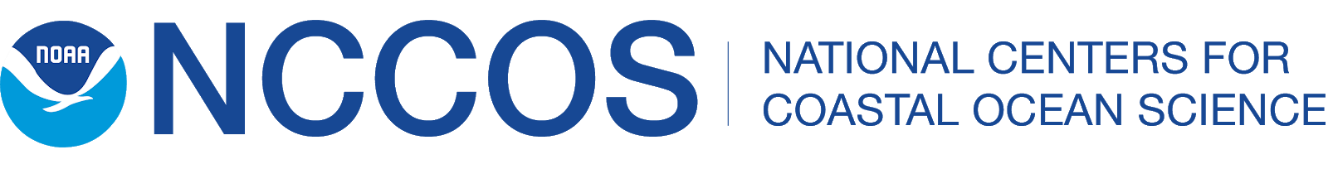 NOAA
NCCOS
NATIONAL CENTERS FOR
COASTAL OCEAN SCIENCE